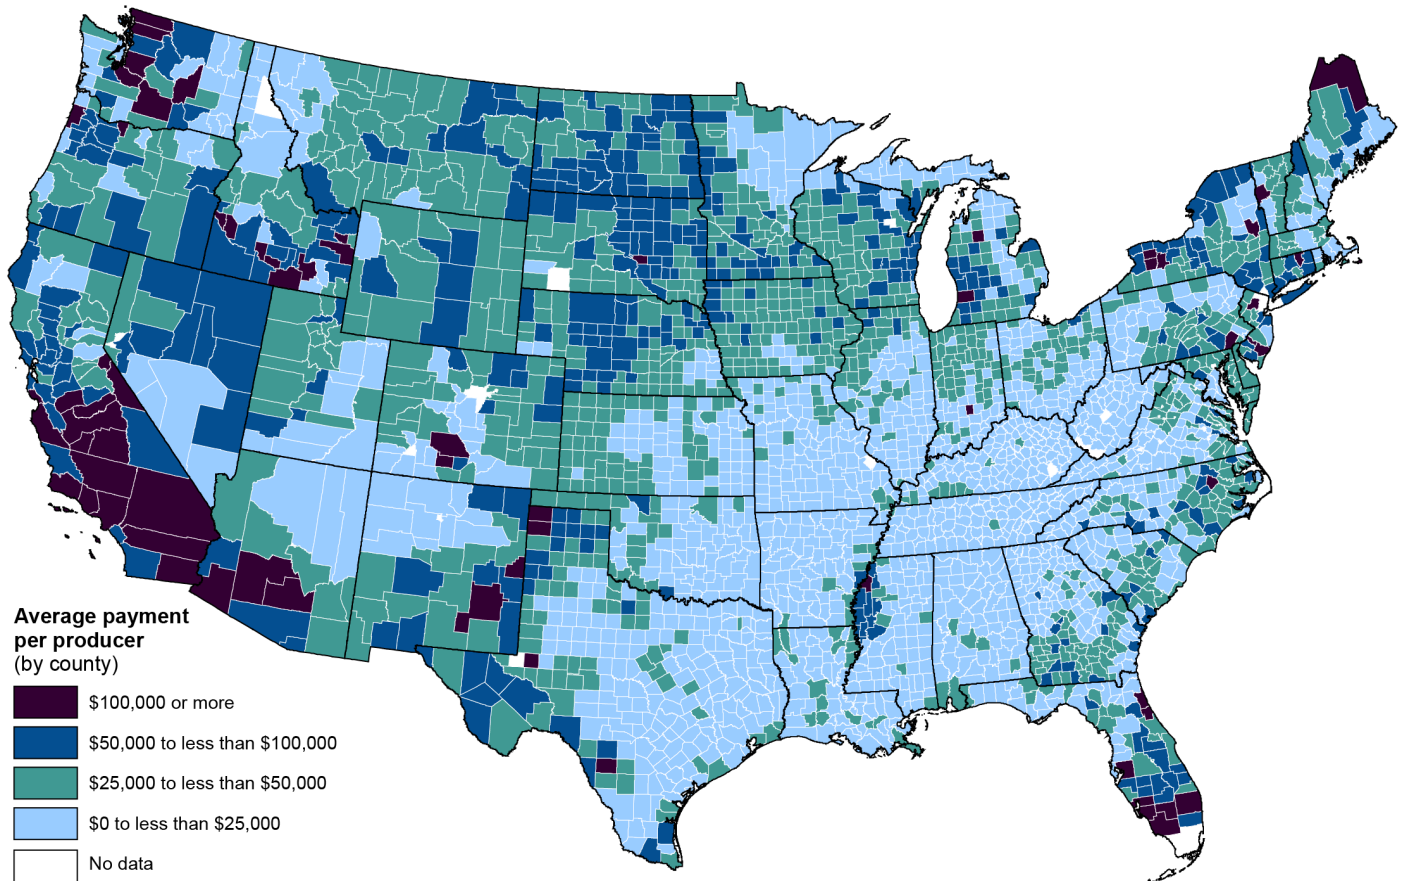 Average payment
per producer
(by county)
$100,000 or more
$50,000 to less than $100,000
$25,000 to less than $50,000
$0 to less than $25,000
No data